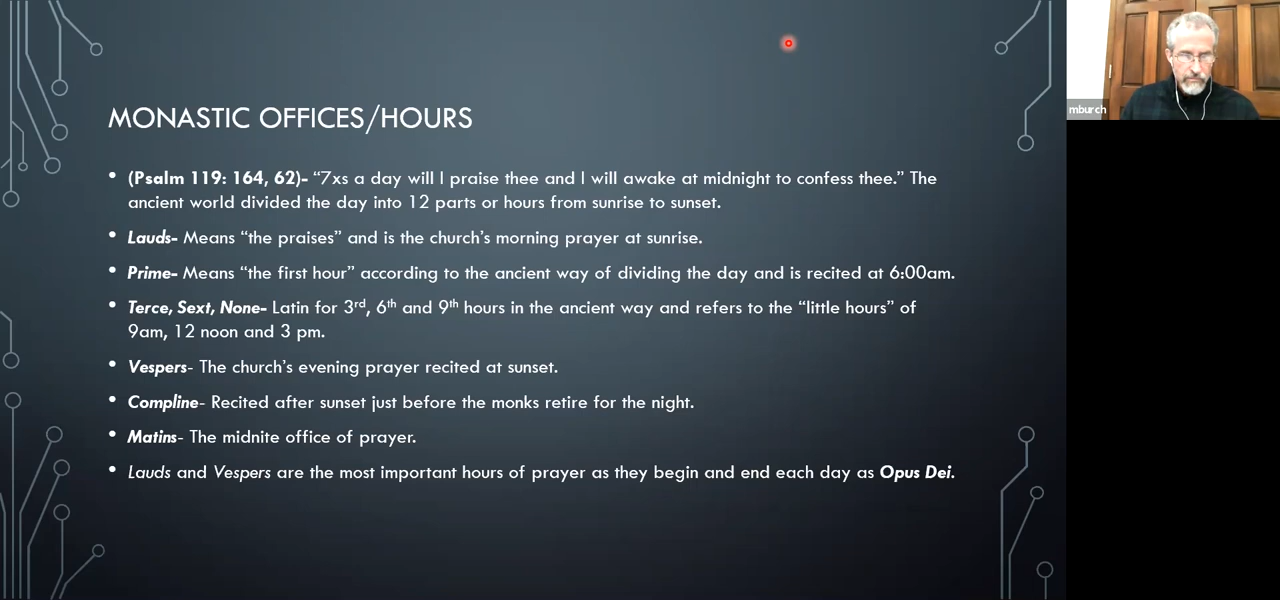 MONASTIC OFFICES/HOURS
• (Psalm 119: 164, 62)- “7xs a day will I praise thee and I will awake at midnight to confess thee.” The
ancient world divided the day into 12 parts or hours from sunrise to sunset.
• Lauds- Means “the praises” and is the church’s morning prayer at sunrise.
• Prime- Means “the first hour” according to the ancient way of dividing the day and is recited at 6:00am.
• Terce, Sext, None- Latin for 3rd, 6th and 9th hours in the ancient way and refers to the “little hours” of
9am, 12 noon and 3 pm.
• Vespers- The church’s evening prayer recited at sunset.
• Compline- Recited after sunset just before the monks retire for the night.
• Matins- The midnite office of prayer.
• Lauds and Vespers are the most important hours of prayer as they begin and end each day as Opus Dei.
mburch